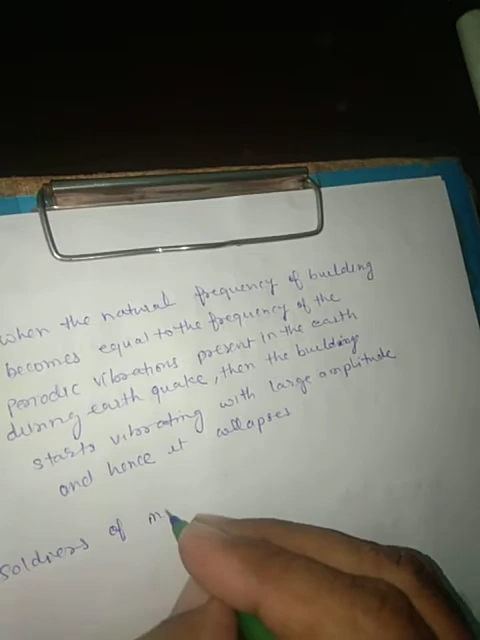 when the natural frequency of building
becomes equal to the frequency of the
periodic vibrations present in the earth
during earth quake, then the building
starts vibrating with large amplitude
and hence it collapses
soldiers of